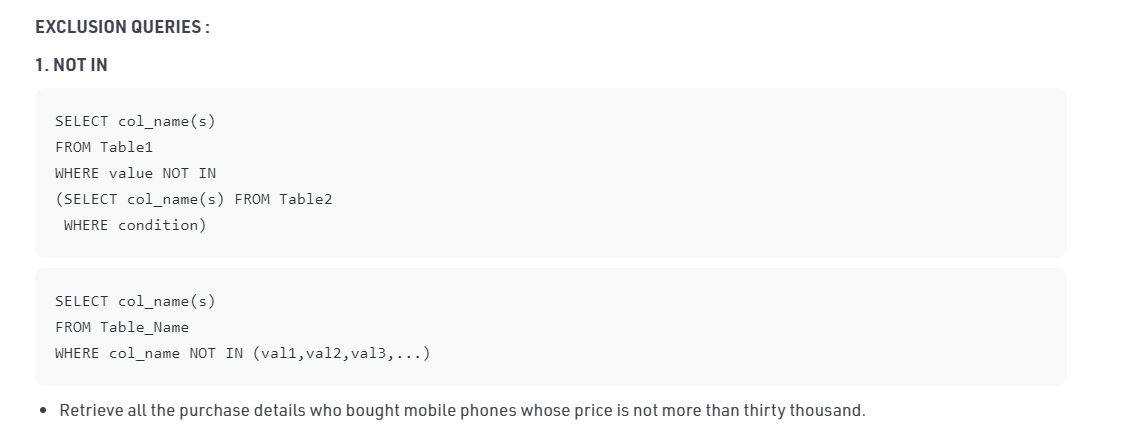 EXCLUSION QUERIES :
1. NOT IN
SELECT col_name(s)
FROM Table1
WHERE value NOT IN
(SELECT col_name(s) FROM Table2
 WHERE condition)
SELECT col_name(s)
FROM Table_Name
WHERE col_name NOT IN (val1,val2,val3,...)
• Retrieve all the purchase details who bought mobile phones whose price is not more than thirty thousand.